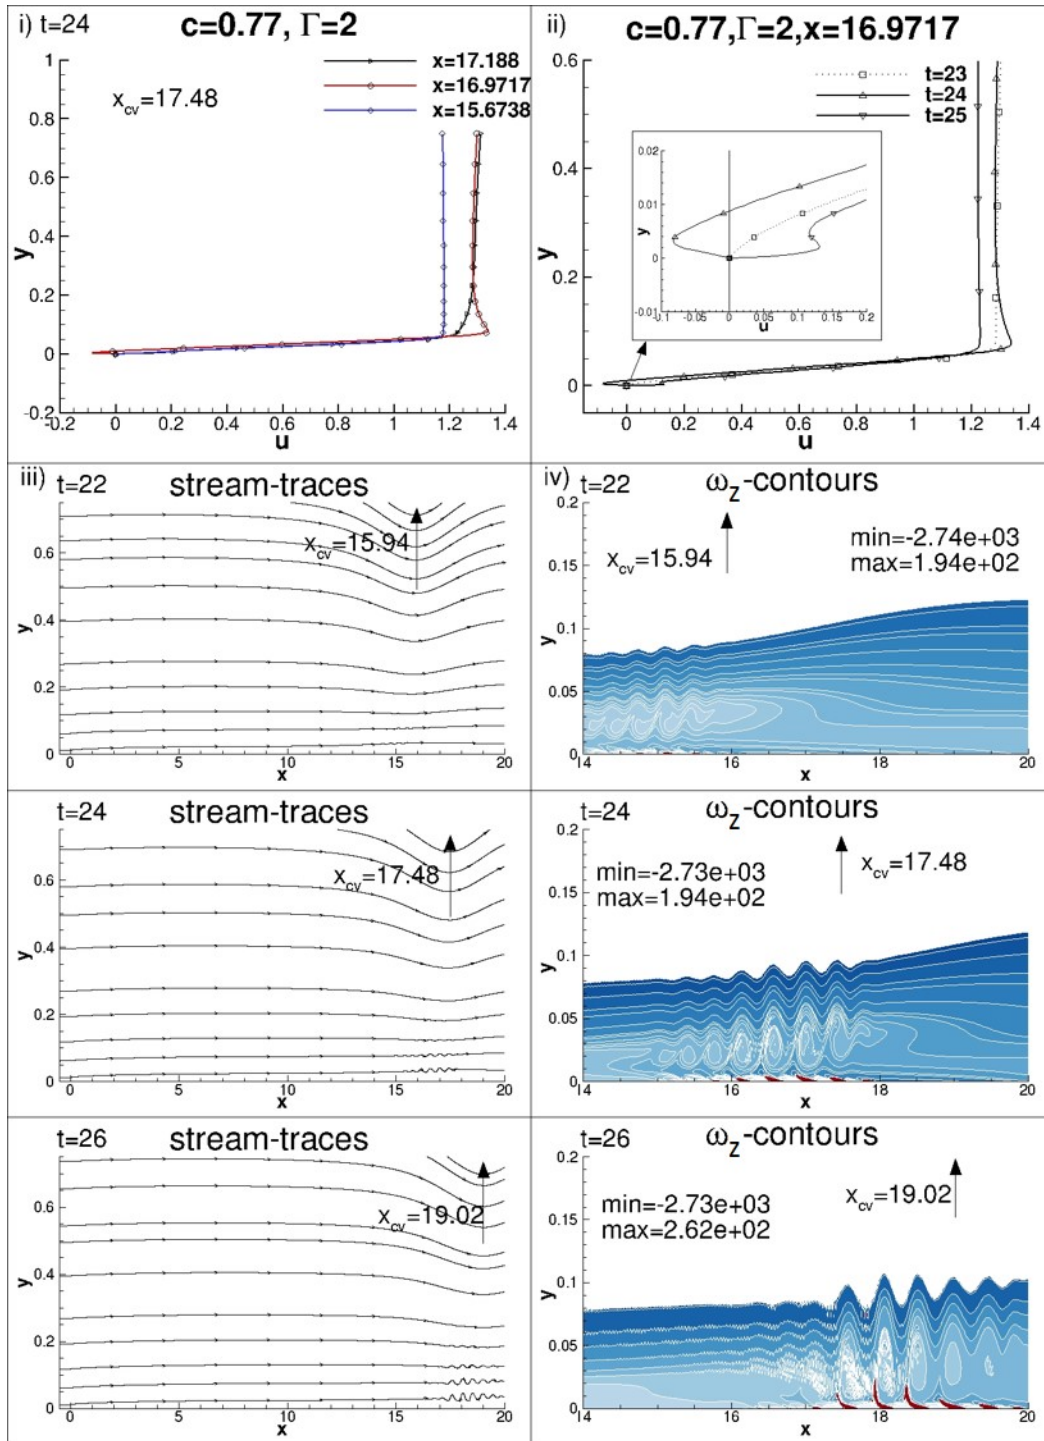 i) t=24 c=0.77, Γ=2
x=17.188
x=16.9717
x=15.6738
x_cv=17.48
y
1
0.8
0.6
0.4
0.2
0
-0.2
-0.2 0 0.2 0.4 0.6 0.8 1 1.2 1.4
u
ii) c=0.77,Γ=2,x=16.9717
t=23
t=24
t=25
y
0.6
0.5
0.4
0.3
0.2
0.1
0
0 0.2 0.4 0.6 0.8 1 1.2 1.4
u
0.02
0.01
y
0
-0.01
-0.1 -0.05 0 0.05 0.1 0.15 0.2
u
iii) t=22 stream-traces
x_cv=15.94
y
0.6
0.4
0.2
0
0 5 10 15 20
x
iv) t=22 ω_z-contours
x_cv=15.94
min=-2.74e+03
max=1.94e+02
y
0.2
0.15
0.1
0.05
0
14 16 18 20
x
t=24 stream-traces
x_cv=17.48
y
0.6
0.4
0.2
0
0 5 10 15 20
x
t=24 ω_z-contours
min=-2.73e+03
max=1.94e+02
x_cv=17.48
y
0.2
0.15
0.1
0.05
0
14 16 18 20
x
t=26 stream-traces
x_cv=19.02
y
0.6
0.4
0.2
0
0 5 10 15 20
x
t=26 ω_z-contours
min=-2.73e+03
max=2.62e+02
x_cv=19.02
y
0.2
0.15
0.1
0.05
0
14 16 18 20
x